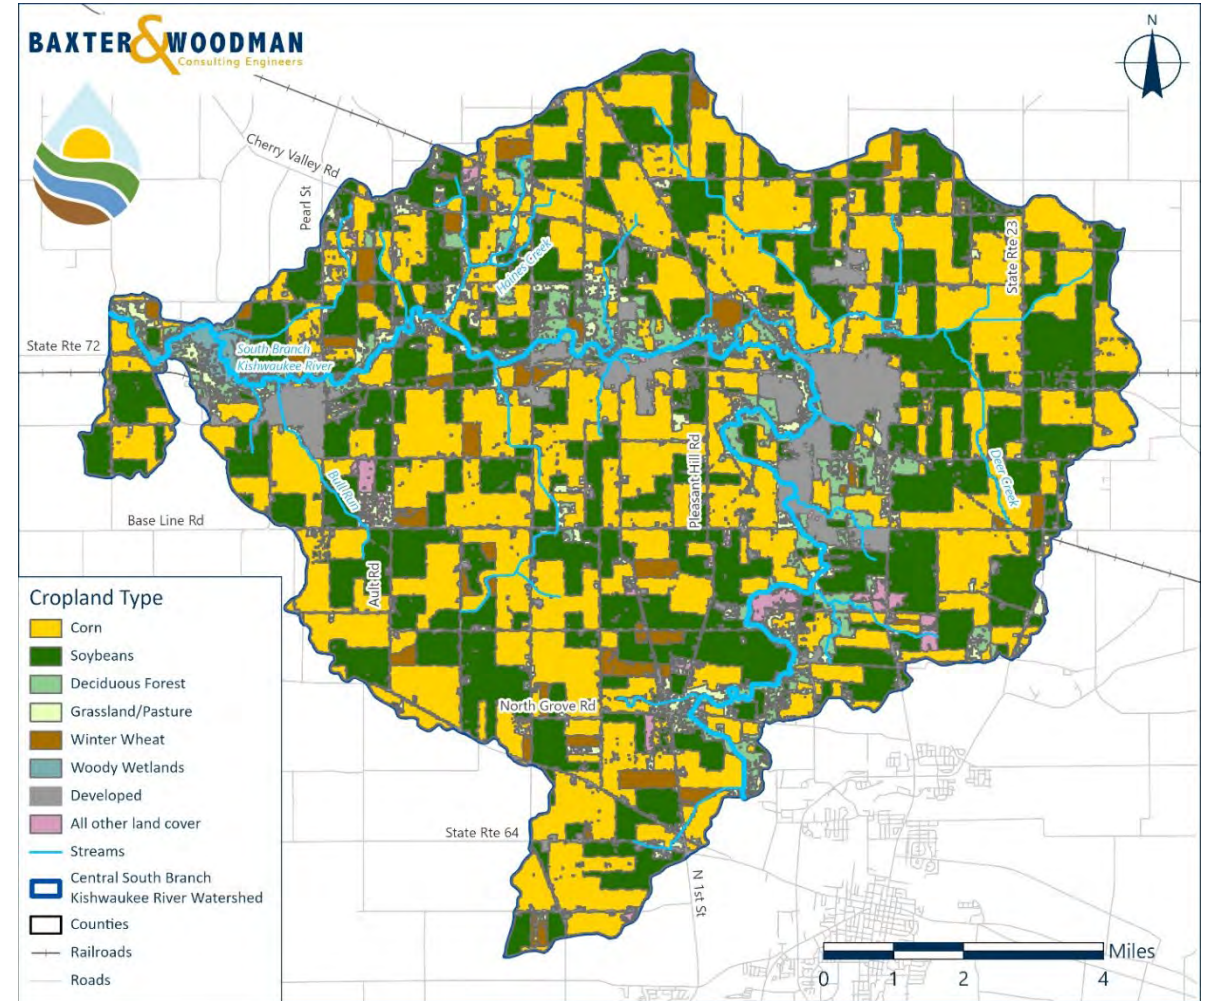 BAXTER & WOODMAN
Consulting Engineers
N
Cherry Valley Rd
Pearl St
State Rte 23
Haines Creek
State Rte 72
South Branch
Kishwaukee River
Pleasant Hill Rd
Deer Creek
Bull Run
Base Line Rd
Ault Rd
North Grove Rd
State Rte 64
N 1st St
Cropland Type
Corn
Soybeans
Deciduous Forest
Grassland/Pasture
Winter Wheat
Woody Wetlands
Developed
All other land cover
Streams
Central South Branch
Kishwaukee River Watershed
Counties
Railroads
Roads
Miles
0 1 2 4